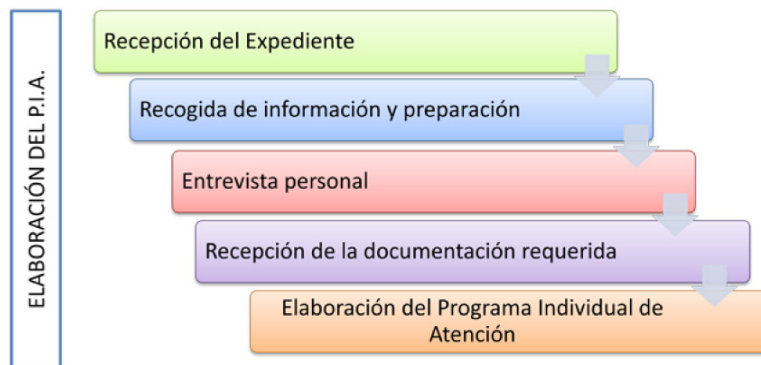 ELABORACIÓN DEL P.I.A.
Recepción del Expediente
Recogida de información y preparación
Entrevista personal
Recepción de la documentación requerida
Elaboración del Programa Individual de
Atención